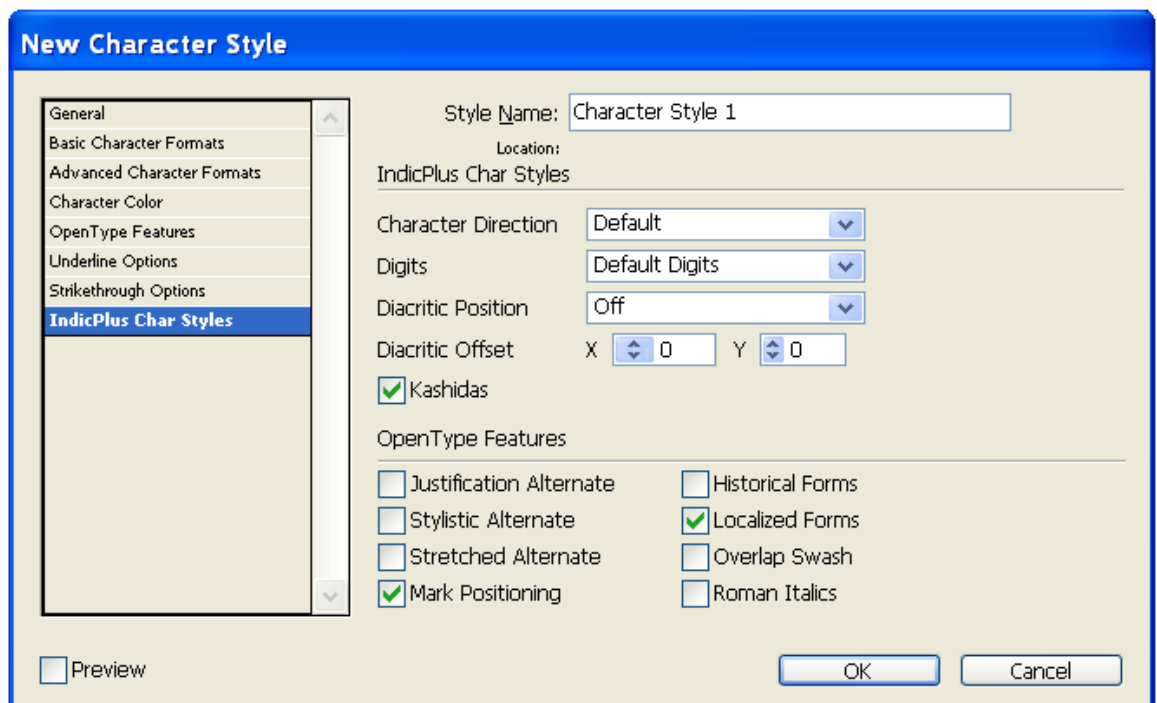 New Character Style
General
Basic Character Formats
Advanced Character Formats
Character Color
OpenType Features
Underline Options
Strikethrough Options
IndicPlus Char Styles
Style Name: Character Style 1
Location:
IndicPlus Char Styles
Character Direction Default
Digits Default Digits
Diacritic Position Off
Diacritic Offset X 0 Y 0
Kashidas
OpenType Features
Justification Alternate Historical Forms
Stylistic Alternate Localized Forms
Stretched Alternate Overlap Swash
Mark Positioning Roman Italics
Preview OK Cancel